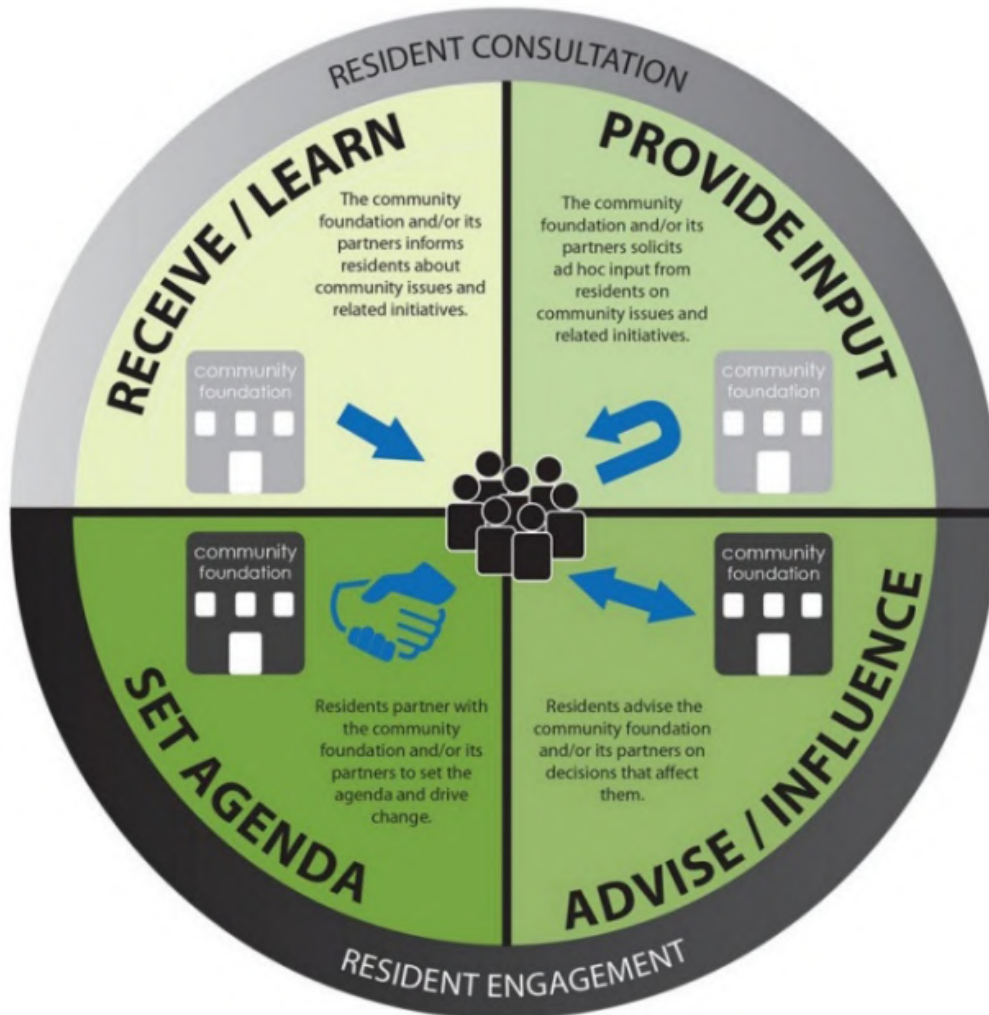 RESIDENT CONSULTATION
RECEIVE / LEARN
The community
foundation and/or its
partners informs
residents about
community issues and
related initiatives.
community
foundation
PROVIDE INPUT
The community
foundation and/or its
partners solicits
ad hoc input from
residents on
community issues and
related initiatives.
community
foundation
SET AGENDA
community
foundation
Residents partner with
the community
foundation and/or its
partners to set the
agenda and drive
change.
ADVISE / INFLUENCE
community
foundation
Residents advise the
community foundation
and/or its partners on
decisions that affect
them.
RESIDENT ENGAGEMENT